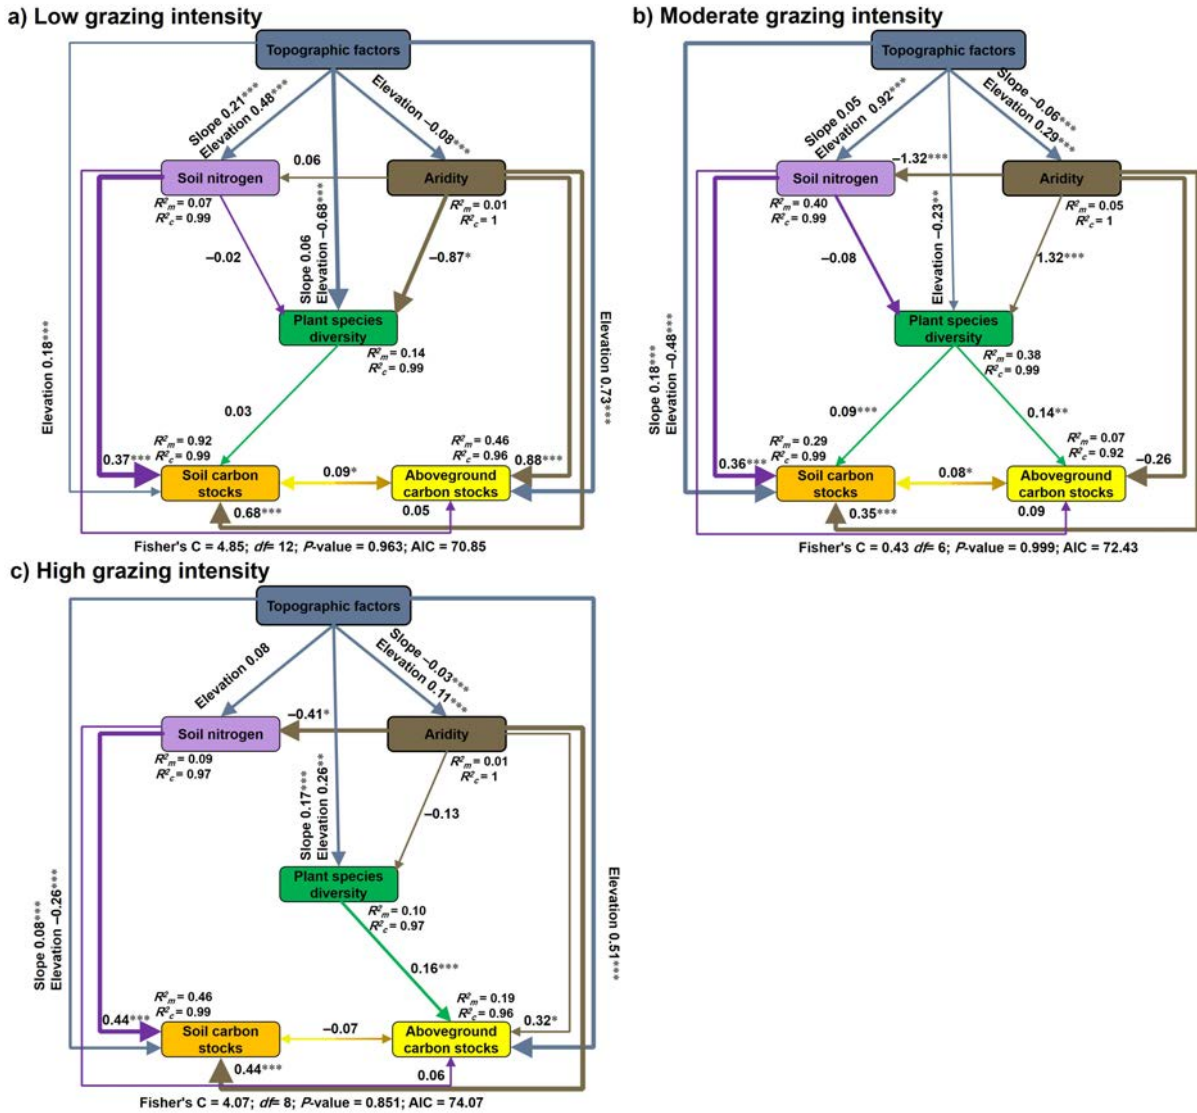 a) Low grazing intensity
Topographic factors
Slope 0.21***
Elevation 0.48***
Elevation −0.08***
Soil nitrogen
0.06
Aridity
R²m = 0.07
R²c = 0.99
R²m = 0.01
R²c = 1
Slope 0.06
Elevation −0.68***
−0.02
−0.87*
Plant species
diversity
R²m = 0.14
R²c = 0.99
Elevation 0.18***
Elevation 0.73***
0.03
R²m = 0.92
R²c = 0.99
R²m = 0.46
R²c = 0.96
0.37***
0.88***
Soil carbon
stocks
0.09*
Aboveground
carbon stocks
0.68***
0.05
Fisher's C = 4.85; df= 12; P-value = 0.963; AIC = 70.85
b) Moderate grazing intensity
Topographic factors
Slope 0.05
Elevation 0.92***
Slope −0.06***
Elevation 0.29***
Soil nitrogen
−1.32***
Aridity
R²m = 0.40
R²c = 0.99
R²m = 0.05
R²c = 1
Elevation −0.23**
−0.08
1.32***
Plant species
diversity
R²m = 0.38
R²c = 0.99
Slope 0.18***
Elevation −0.48***
0.09***
0.14**
R²m = 0.29
R²c = 0.99
R²m = 0.07
R²c = 0.92
0.36***
−0.26
Soil carbon
stocks
0.08*
Aboveground
carbon stocks
0.35***
0.09
Fisher's C = 0.43 df= 6; P-value = 0.999; AIC = 72.43
c) High grazing intensity
Topographic factors
Elevation 0.08
Slope −0.03***
Elevation 0.11***
Soil nitrogen
−0.41*
Aridity
R²m = 0.09
R²c = 0.97
R²m = 0.01
R²c = 1
Slope 0.17***
Elevation 0.26**
−0.13
Plant species
diversity
R²m = 0.10
R²c = 0.97
Slope 0.08***
Elevation −0.26***
Elevation 0.51***
0.16***
R²m = 0.46
R²c = 0.99
R²m = 0.19
R²c = 0.96
0.44***
0.32*
Soil carbon
stocks
−0.07
Aboveground
carbon stocks
0.44***
0.06
Fisher's C = 4.07; df= 8; P-value = 0.851; AIC = 74.07